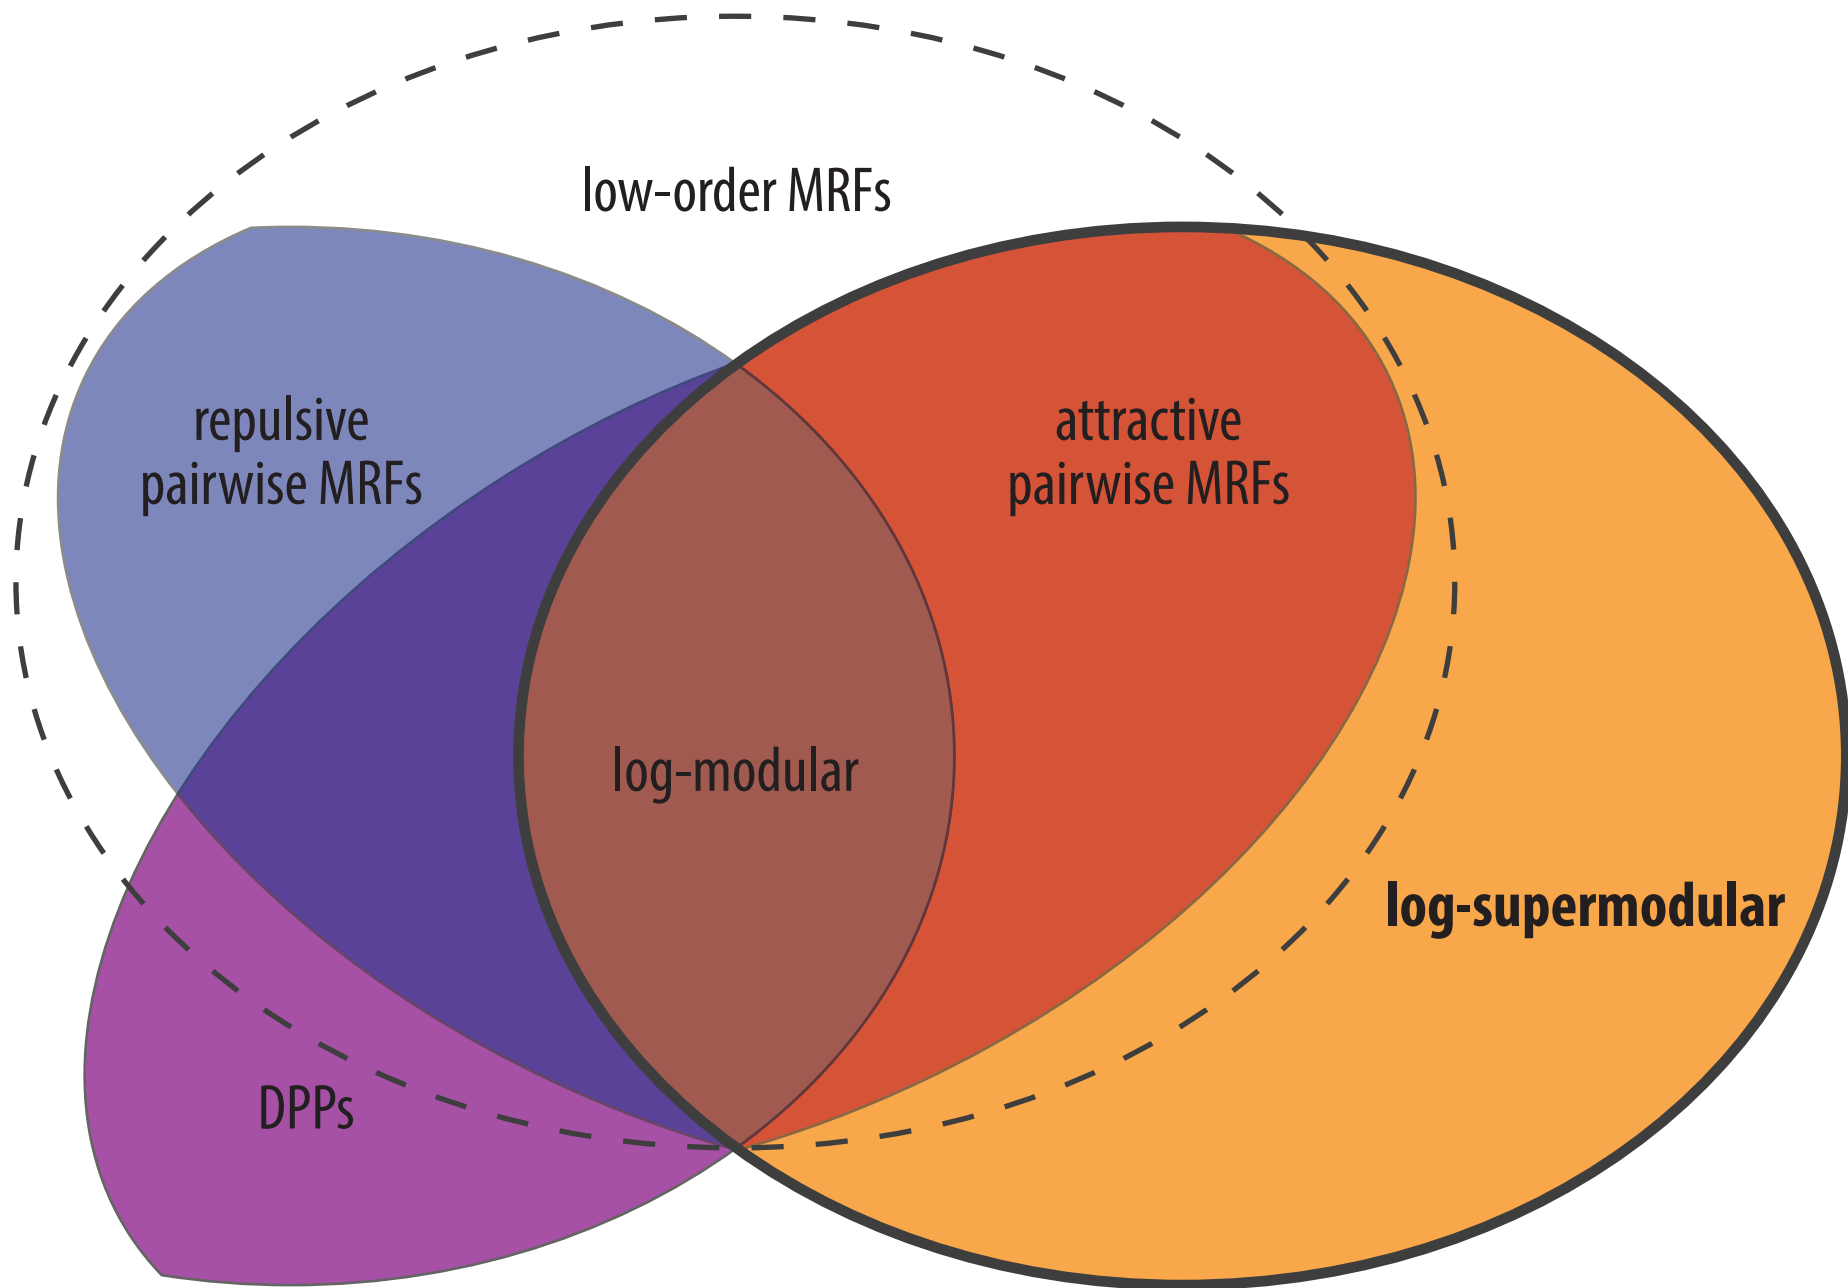 low-order MRFs
repulsive
pairwise MRFs
attractive
pairwise MRFs
log-modular
log-supermodular
DPPs